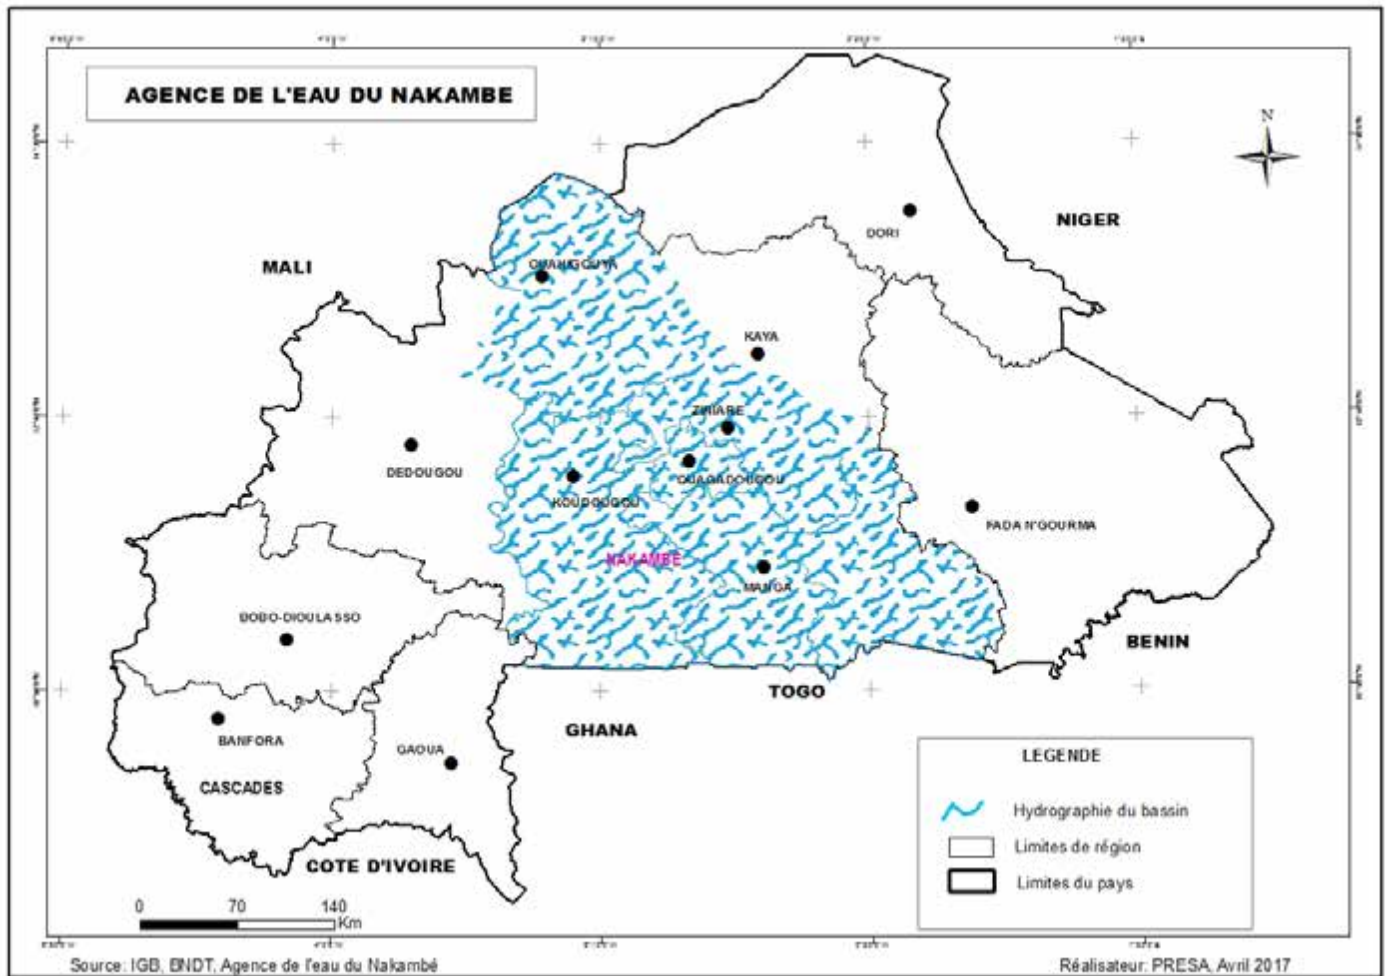 AGENCE DE L'EAU DU NAKAMBE
N
NIGER
DORI
MALI
OUAHIGOUYA
KAYA
ZINIARE
DEDOUGOU
OUAGADOUGOU
KOUDOUGOU
FADA N'GOURMA
NAKAMBE
MANGA
BOBO-DIOULASSO
BENIN
TOGO
GHANA
BANFORA
GAOUA
CASCADES
COTE D'IVOIRE
LEGENDE
Hydrographie du bassin
Limites de région
Limites du pays
0 70 140
Km
Source: IGB, BNDT, Agence de l'eau du Nakambé
Réalisateur: PRESA, Avril 2017